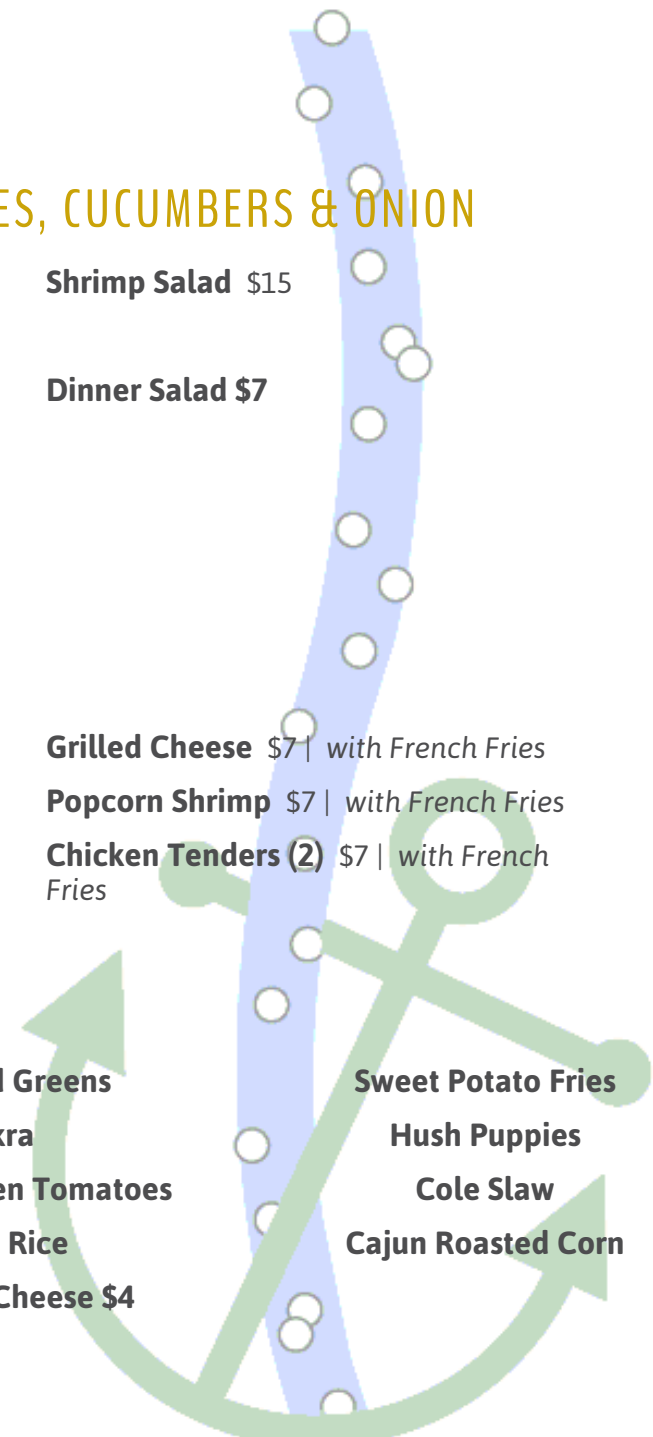 ES, CUCUMBERS & ONION
Shrimp Salad $15
Dinner Salad $7
Grilled Cheese $7 | with French Fries
Popcorn Shrimp $7 | with French Fries
Chicken Tenders (2) $7 | with French
Fries
Greens
Sweet Potato Fries
kra
Hush Puppies
en Tomatoes
Cole Slaw
Rice
Cajun Roasted Corn
Cheese $4